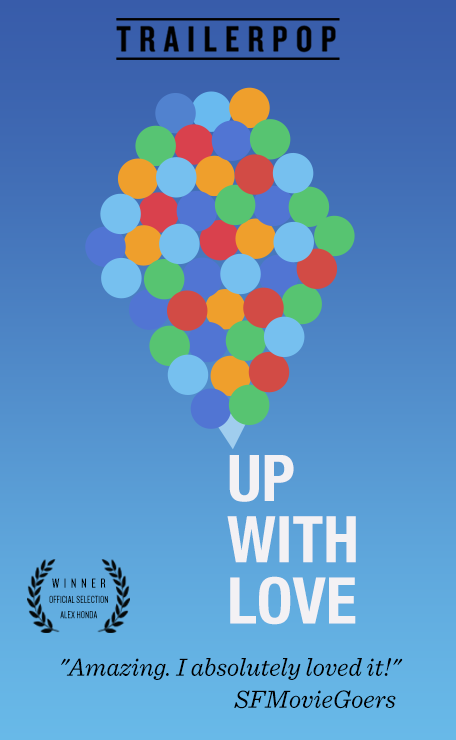 TRAILERPOP
UP
WITH
LOVE
WINNER
OFFICIAL SELECTION
ALEX HONDA
"Amazing. I absolutely loved it!"
SFMovieGoers